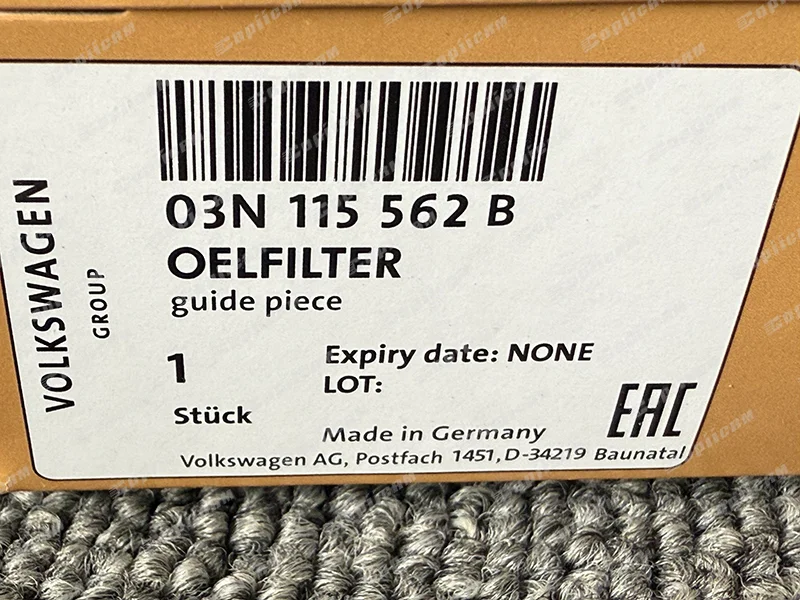 VOLKSWAGEN
GROUP
03N 115 562 B
OELFILTER
guide piece
1
Stück
Expiry date: NONE
LOT:
EAC
Made in Germany
Volkswagen AG, Postfach 1451, D-34219 Baunatal